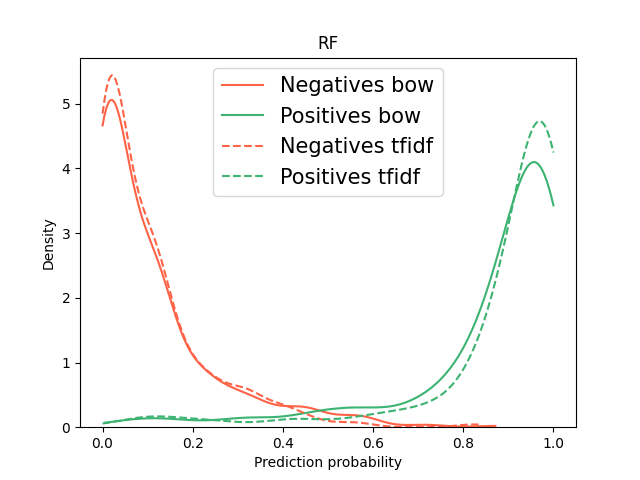 RF
Negatives bow
Positives bow
Negatives tfidf
Positives tfidf
Density
5
4
3
2
1
0
0.0 0.2 0.4 0.6 0.8 1.0
Prediction probability